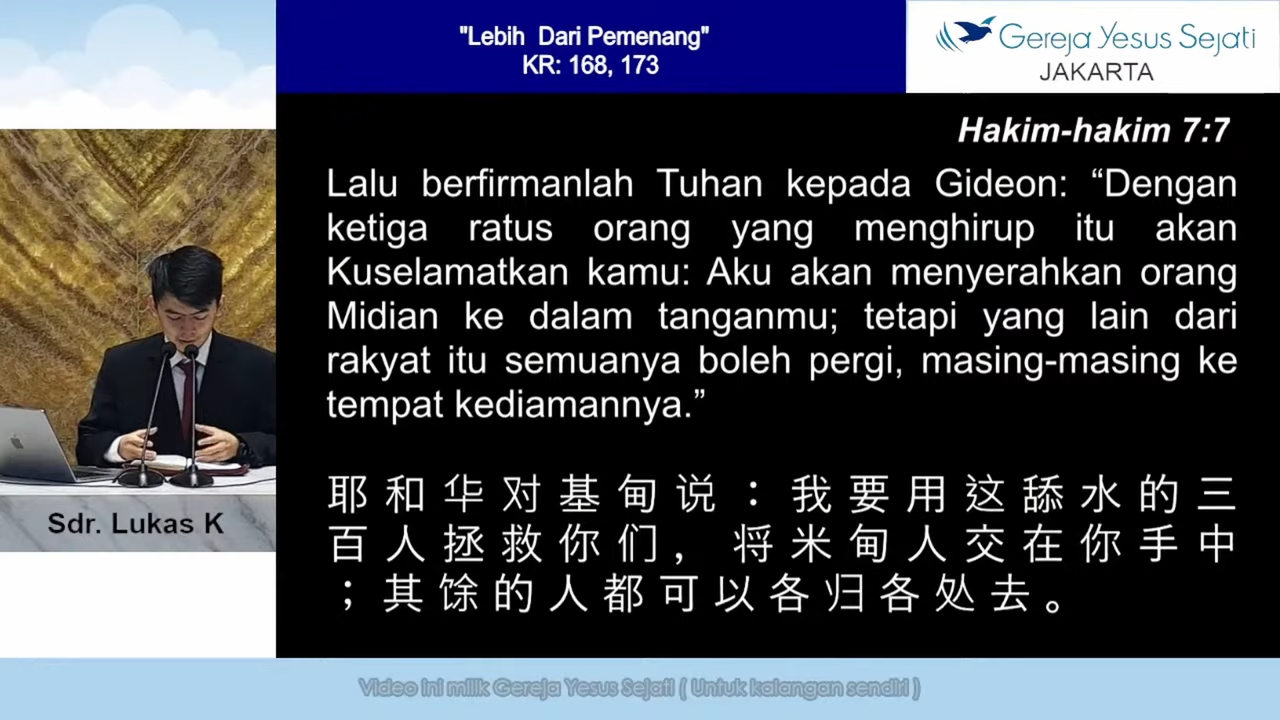 "Lebih Dari Pemenang"
KR: 168, 173
Gereja Yesus Sejati
JAKARTA
Hakim-hakim 7:7
Lalu berfirmanlah Tuhan kepada Gideon: “Dengan
ketiga ratus orang yang menghirup itu akan
Kuselamatkan kamu: Aku akan menyerahkan orang
Midian ke dalam tanganmu; tetapi yang lain dari
rakyat itu semuanya boleh pergi, masing-masing ke
tempat kediamannya.”
耶和华对基甸说：我要用这舔水的三
百人拯救你们，将米甸人交在你手中
；其馀的人都可以各归各处去。
Sdr. Lukas K
Video ini milik Gereja Yesus Sejati ( Untuk kalangan sendiri )